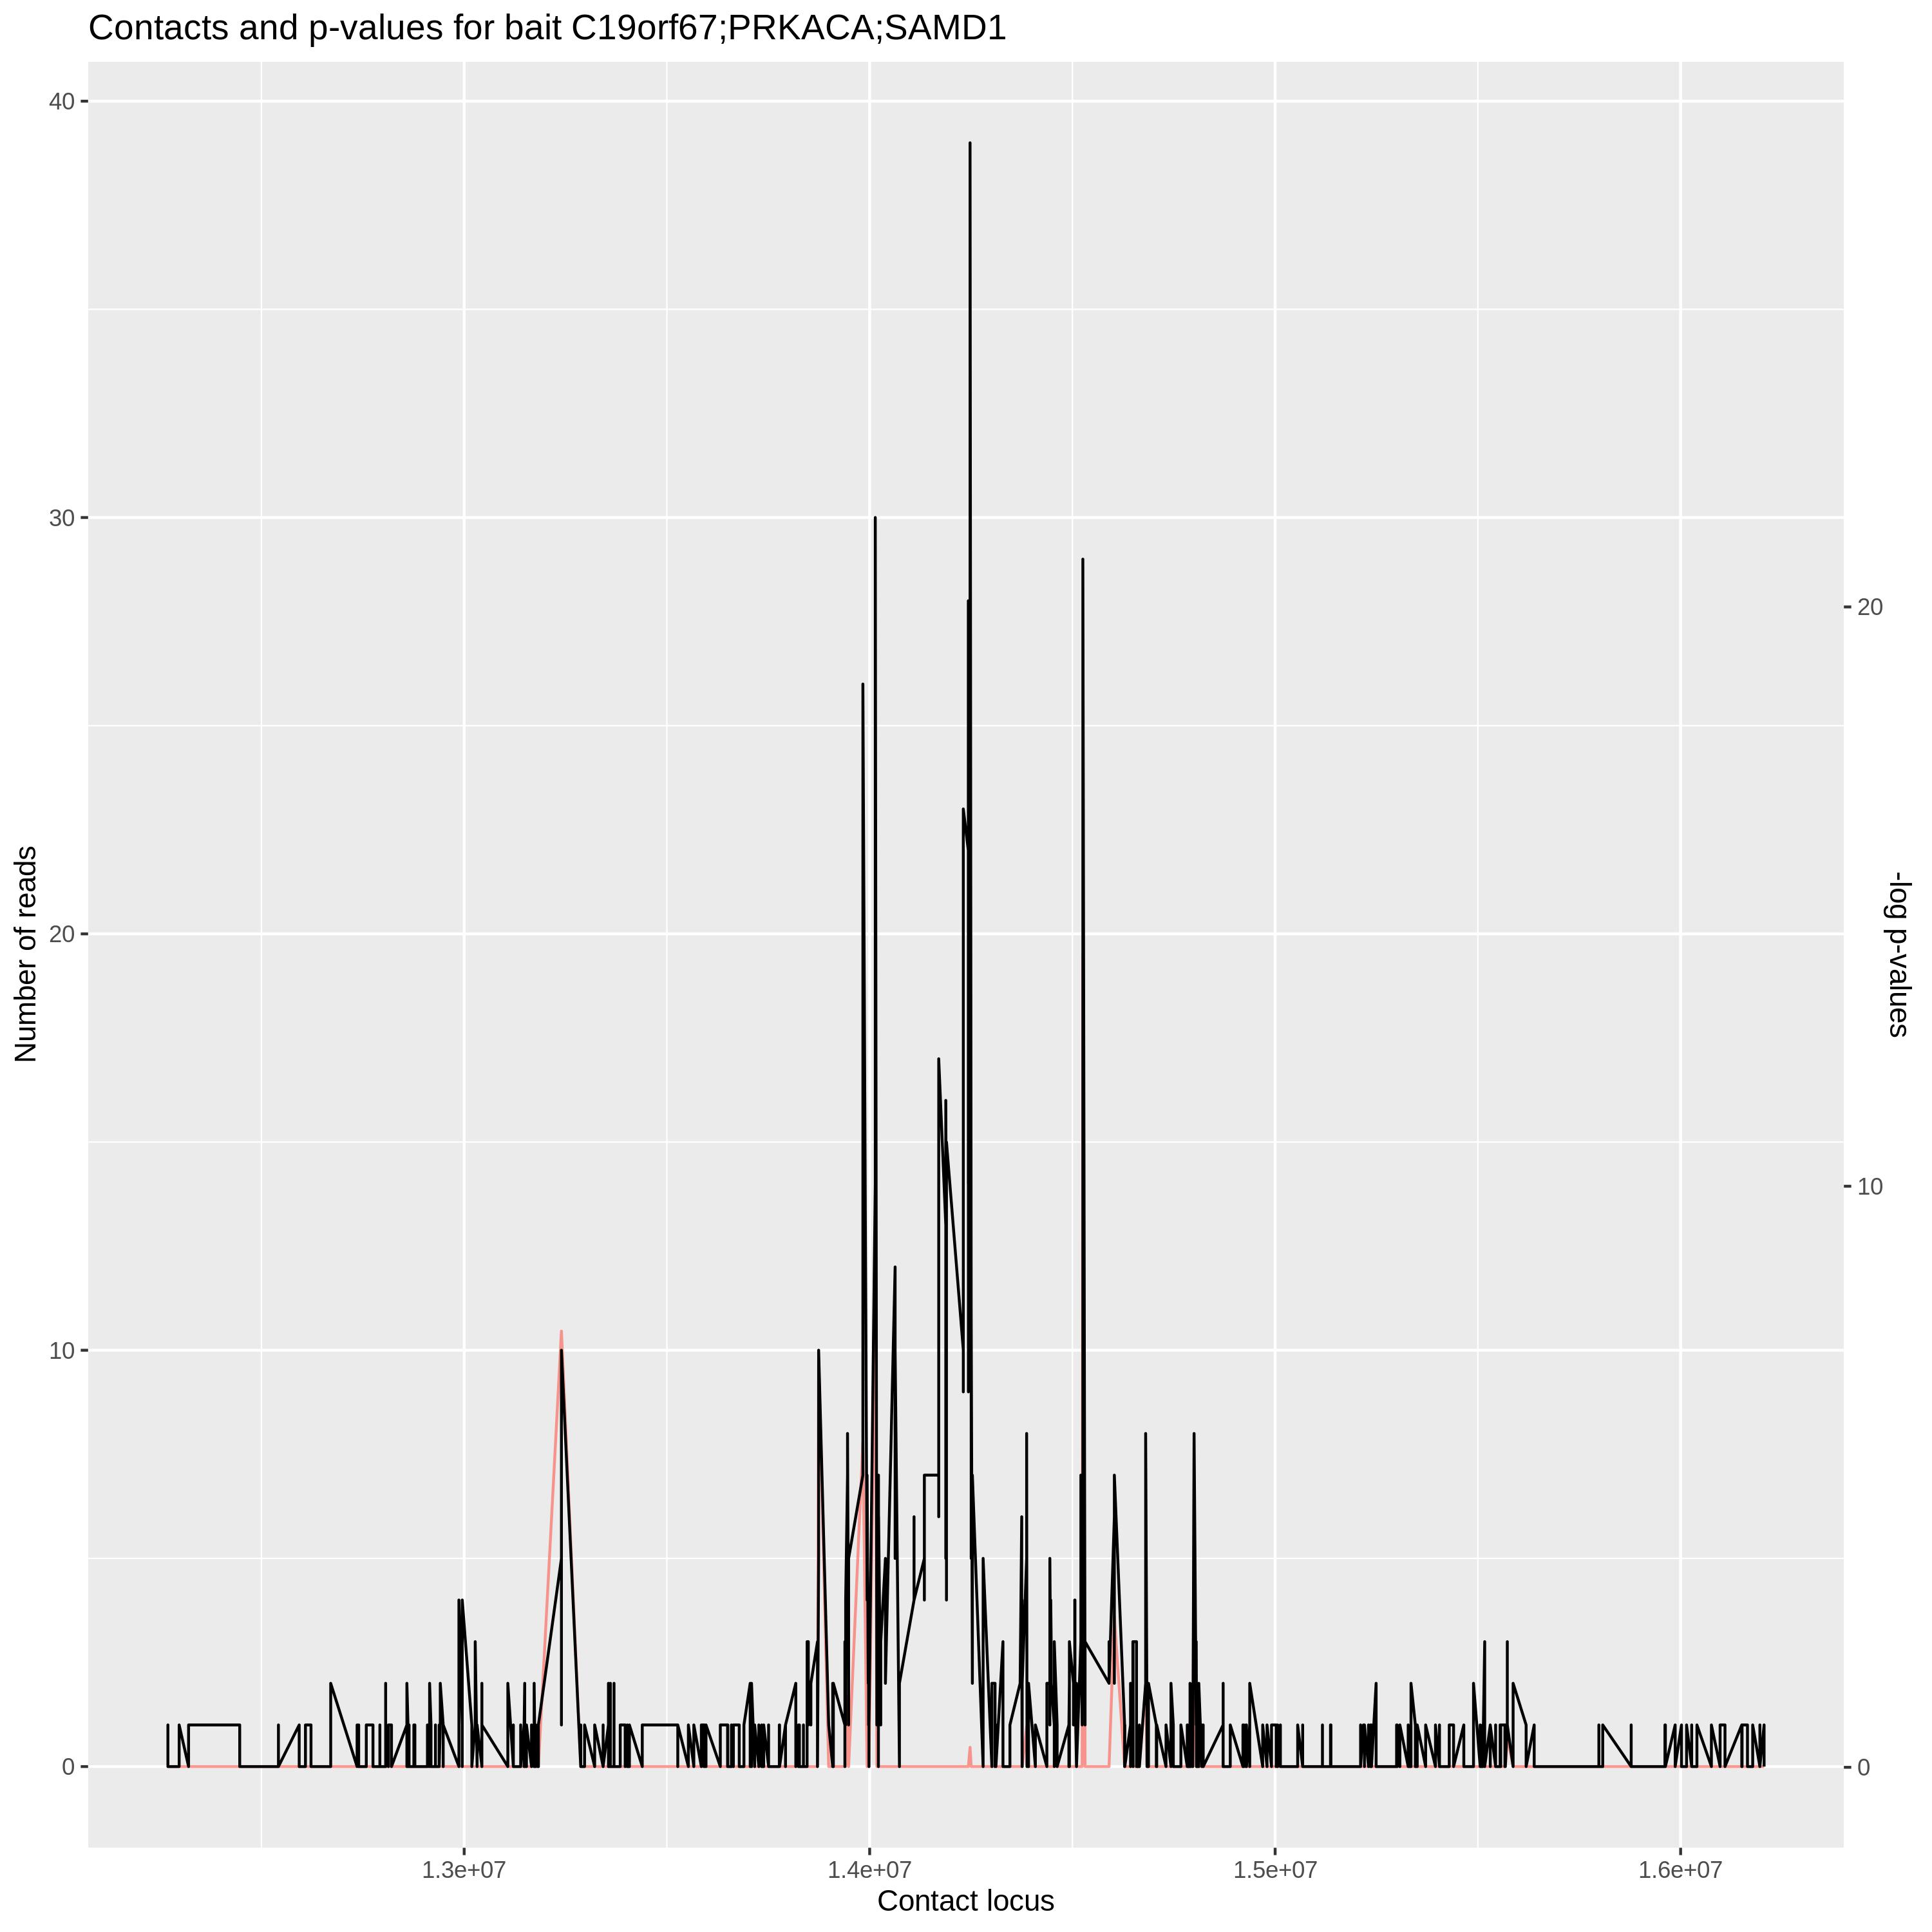 Contacts and p-values for bait C19orf67;PRKACA;SAMD1
40
30
20
10
0
Number of reads
20
10
0
-log p-values
1.3e+07
1.4e+07
1.5e+07
1.6e+07
Contact locus